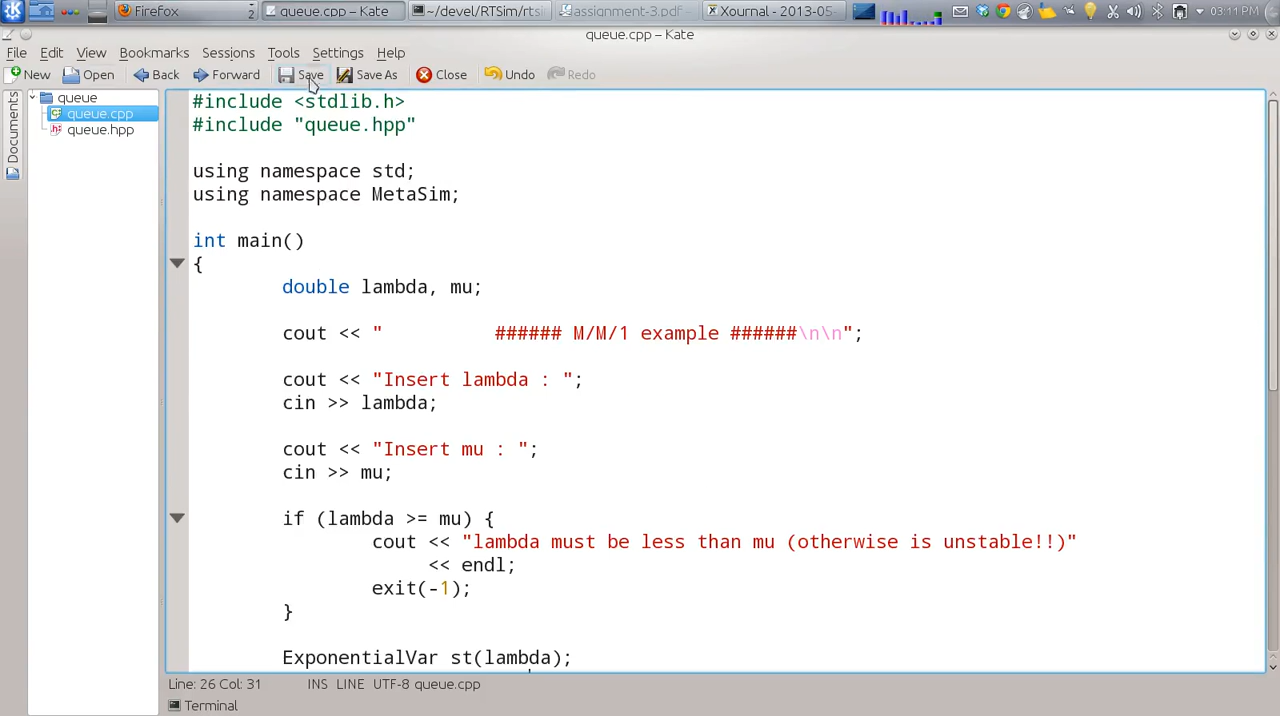 Firefox 2 queue.cpp – Kate ~/devel/RTSim/rtsi assignment-3.pdf Xournal - 2013-05- 03:11 PM
queue.cpp – Kate
File Edit View Bookmarks Sessions Tools Settings Help
New Open Back Forward Save Save As Close Undo Redo
Documents
queue
queue.cpp
queue.hpp
#include <stdlib.h>
#include "queue.hpp"
using namespace std;
using namespace MetaSim;
int main()
{
double lambda, mu;
cout << " ###### M/M/1 example ######\n\n";
cout << "Insert lambda : ";
cin >> lambda;
cout << "Insert mu : ";
cin >> mu;
if (lambda >= mu) {
cout << "lambda must be less than mu (otherwise is unstable!!)"
<< endl;
exit(-1);
}
ExponentialVar st(lambda);
Line: 26 Col: 31 INS LINE UTF-8 queue.cpp
Terminal